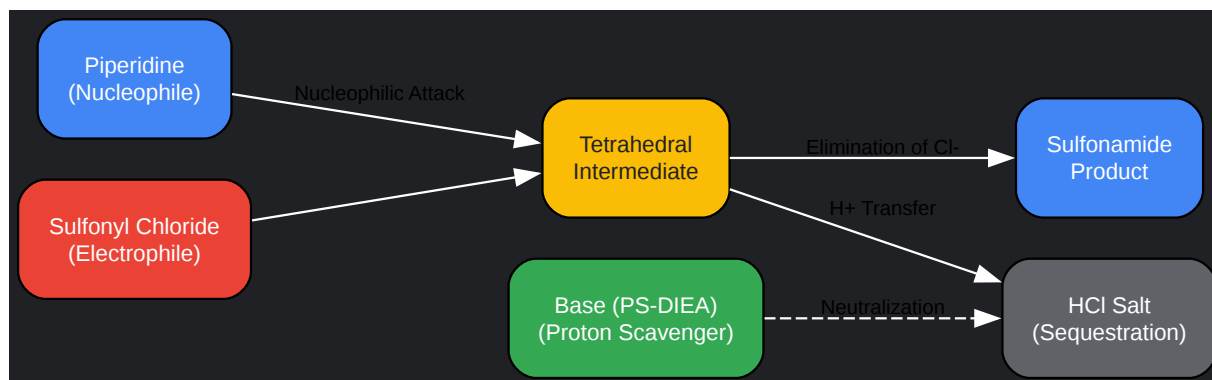 Piperidine
(Nucleophile)
Nucleophilic Attack
Sulfonyl Chloride
(Electrophile)
Tetrahedral
Intermediate
Elimination of Cl-
Sulfonamide
Product
H+ Transfer
Base (PS-DIEA)
(Proton Scavenger)
Neutralization
HCl Salt
(Sequestration)